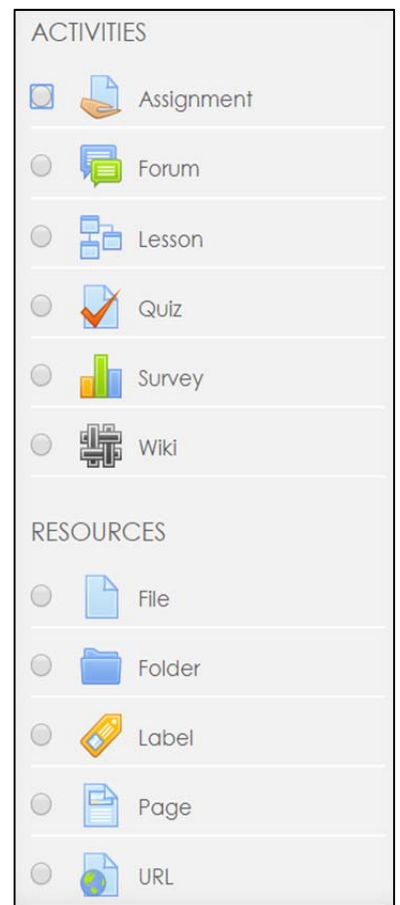 ACTIVITIES
Assignment
Forum
Lesson
Quiz
Survey
Wiki
RESOURCES
File
Folder
Label
Page
URL